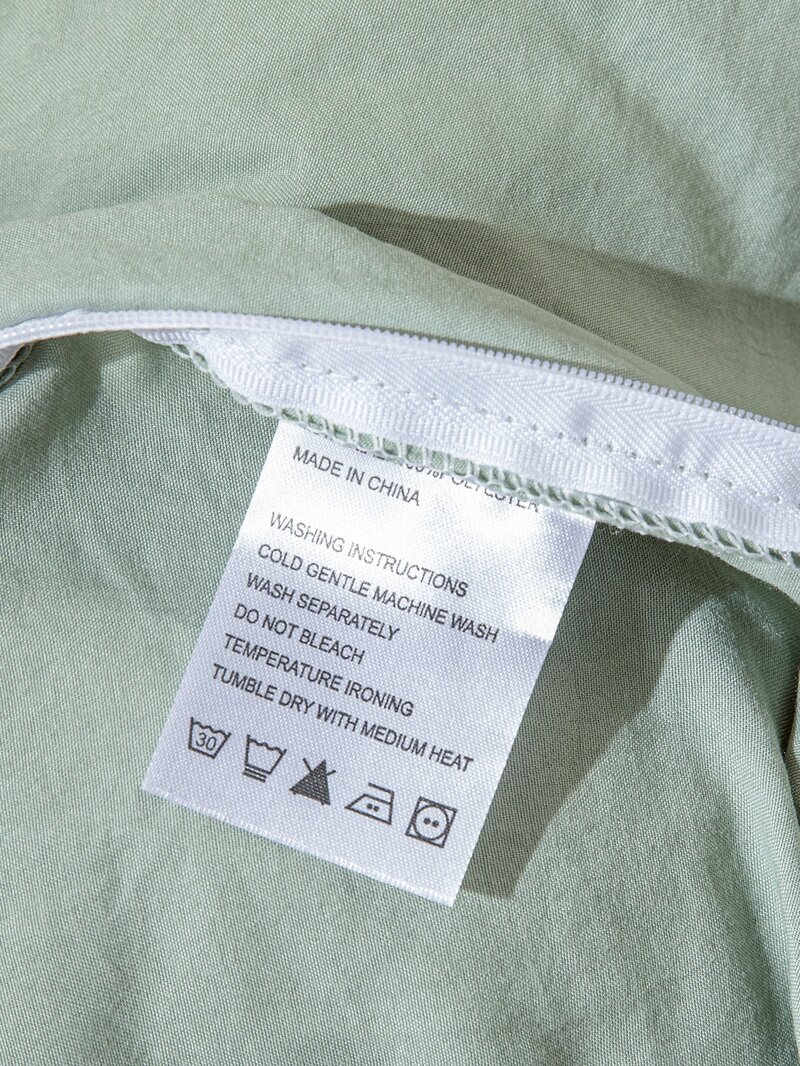 POLYESTER
MADE IN CHINA
WASHING INSTRUCTIONS
COLD GENTLE MACHINE WASH
WASH SEPARATELY
DO NOT BLEACH
TEMPERATURE IRONING
TUMBLE DRY WITH MEDIUM HEAT
30